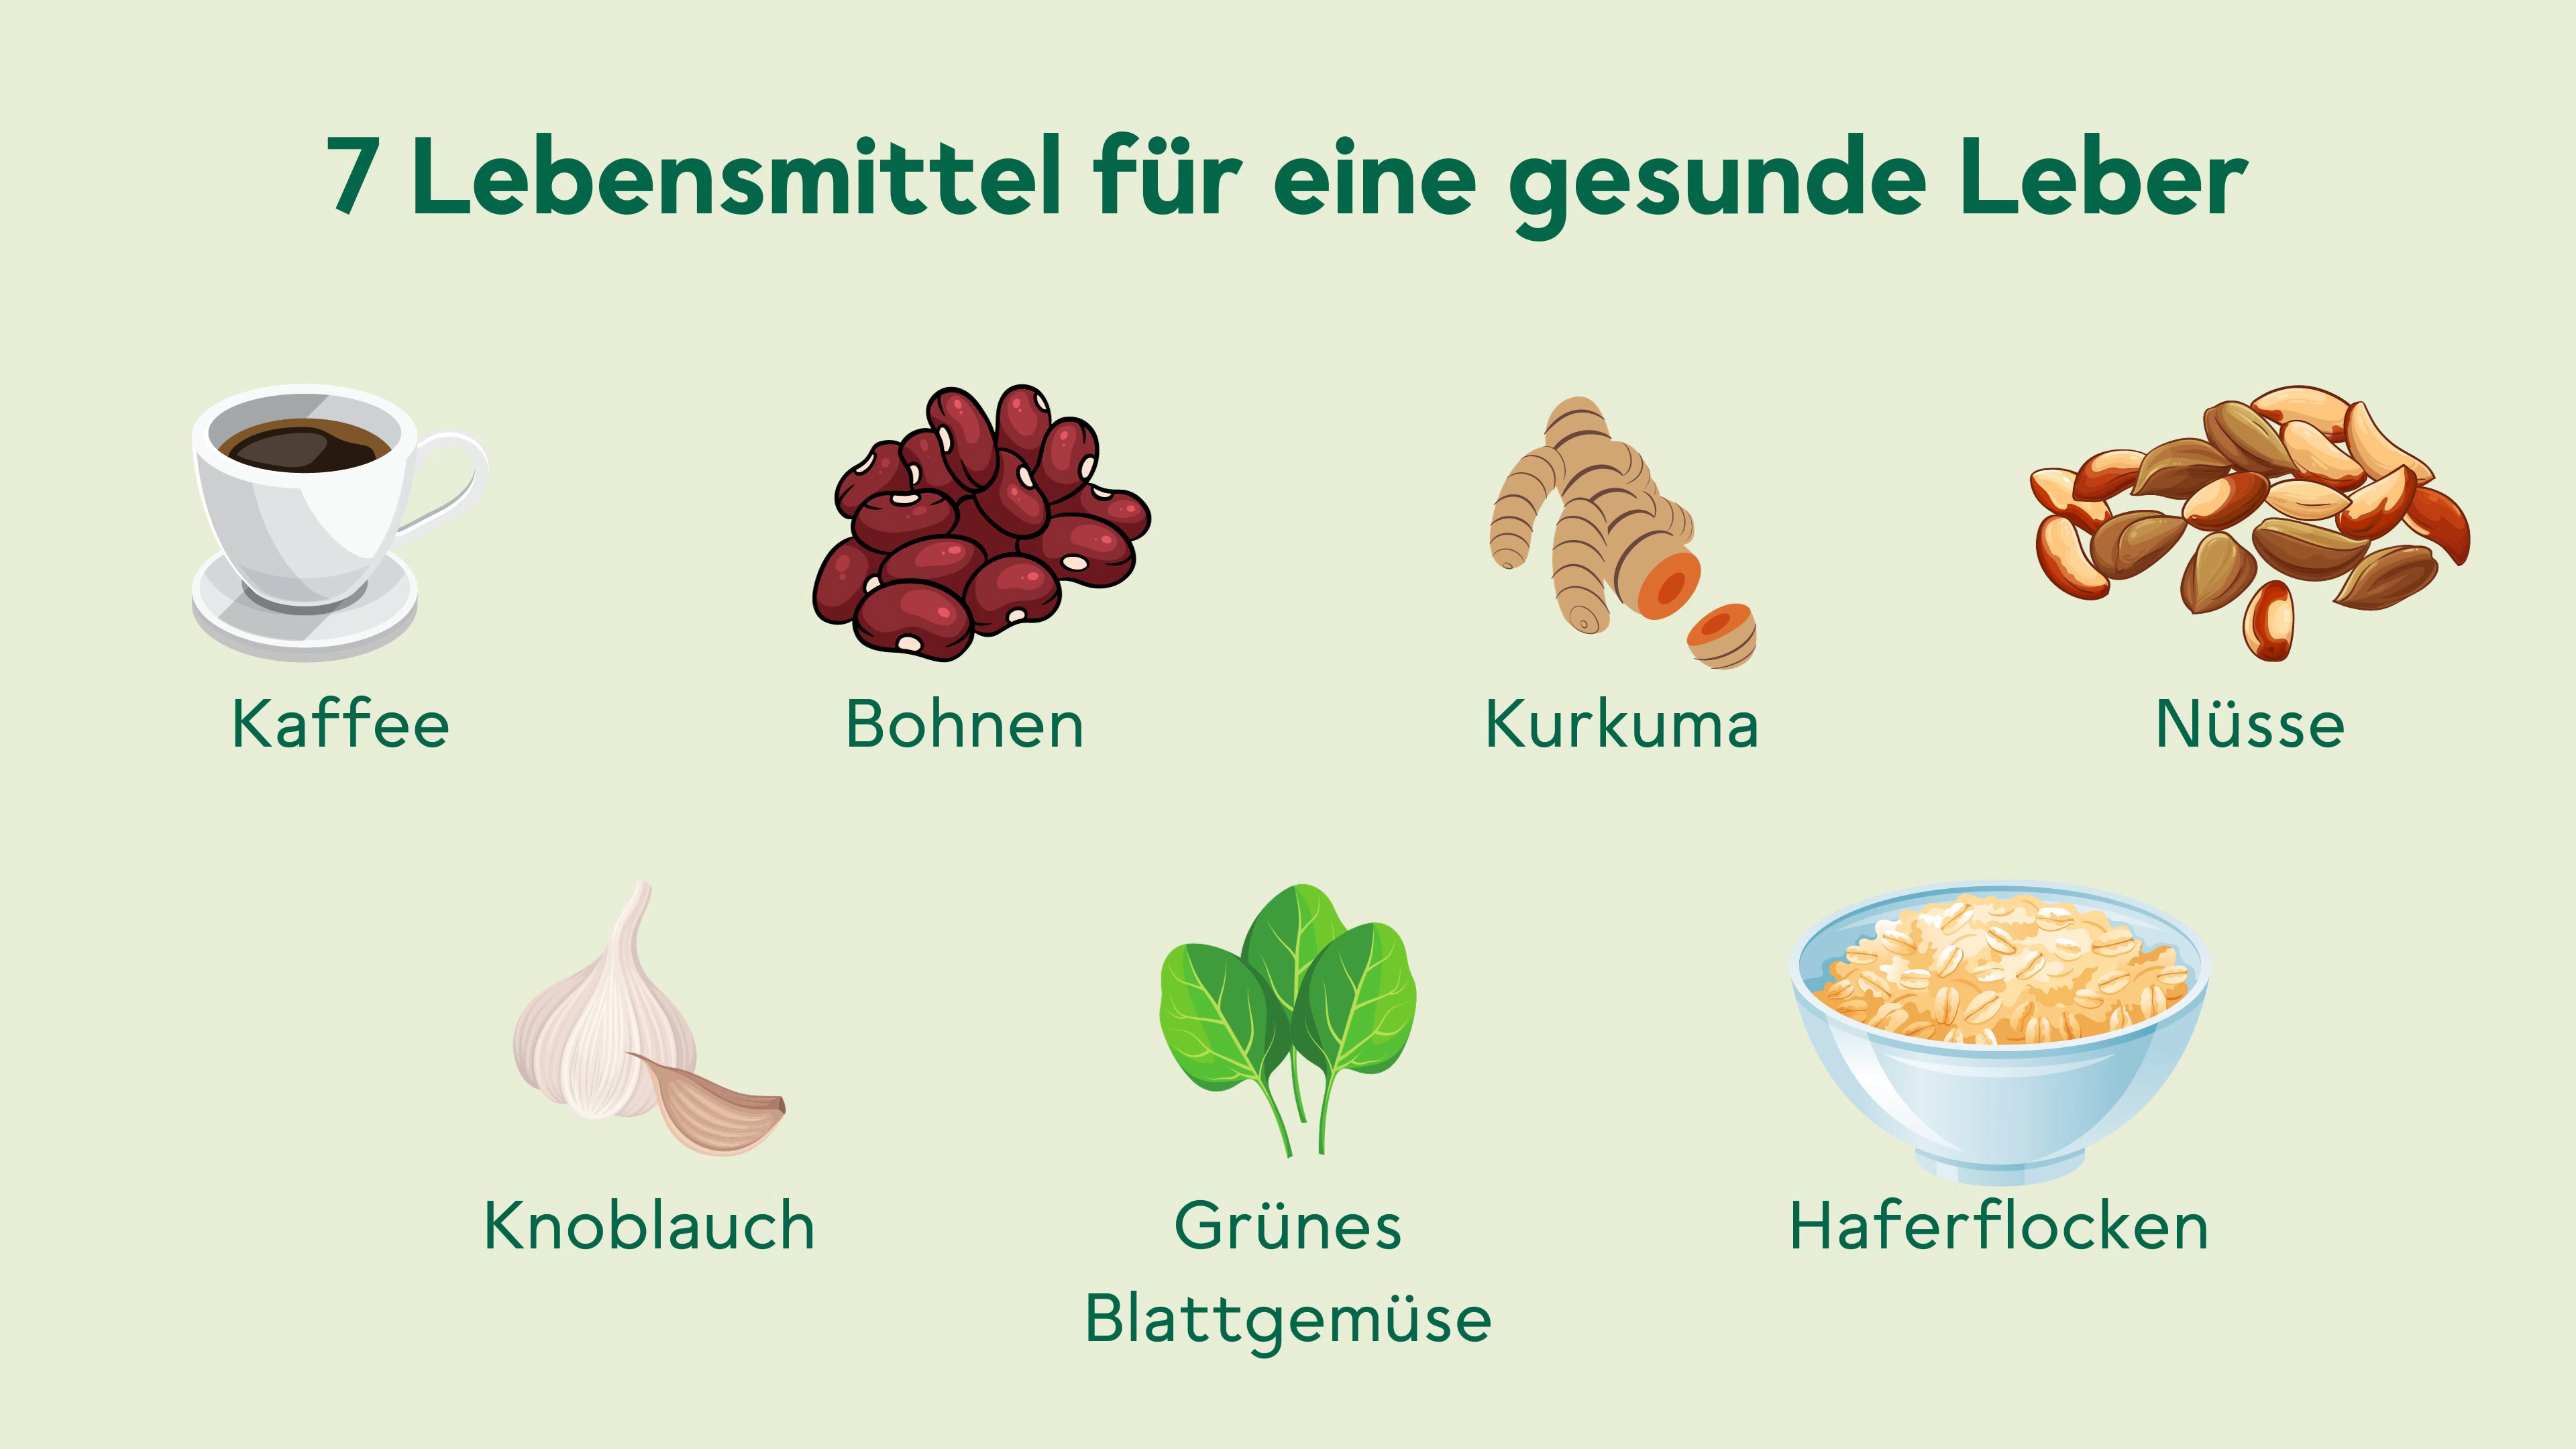 7 Lebensmittel für eine gesunde Leber
Kaffee
Bohnen
Kurkuma
Nüsse
Knoblauch
Grünes
Blattgemüse
Haferflocken